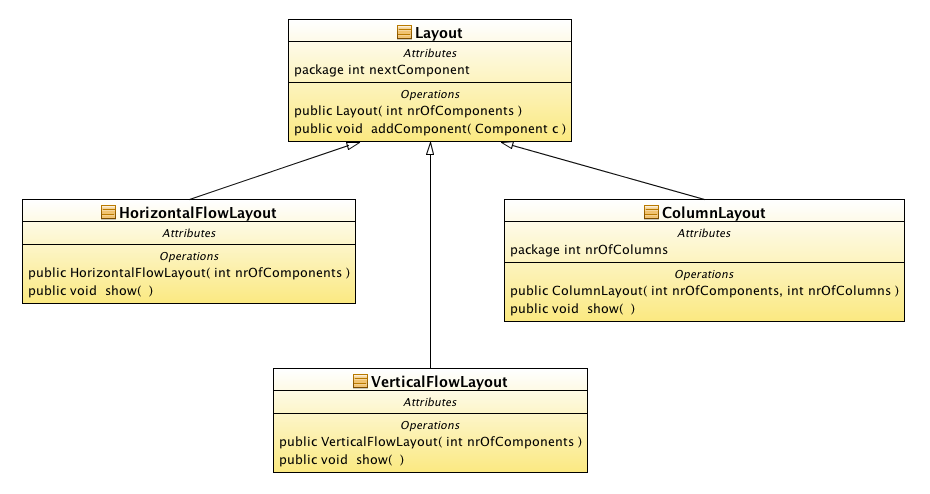 Layout
Attributes
package int nextComponent
Operations
public Layout( int nrOfComponents )
public void  addComponent( Component c )
HorizontalFlowLayout
Attributes
Operations
public HorizontalFlowLayout( int nrOfComponents )
public void  show(  )
ColumnLayout
Attributes
package int nrOfColumns
Operations
public ColumnLayout( int nrOfComponents, int nrOfColumns )
public void  show(  )
VerticalFlowLayout
Attributes
Operations
public VerticalFlowLayout( int nrOfComponents )
public void  show(  )